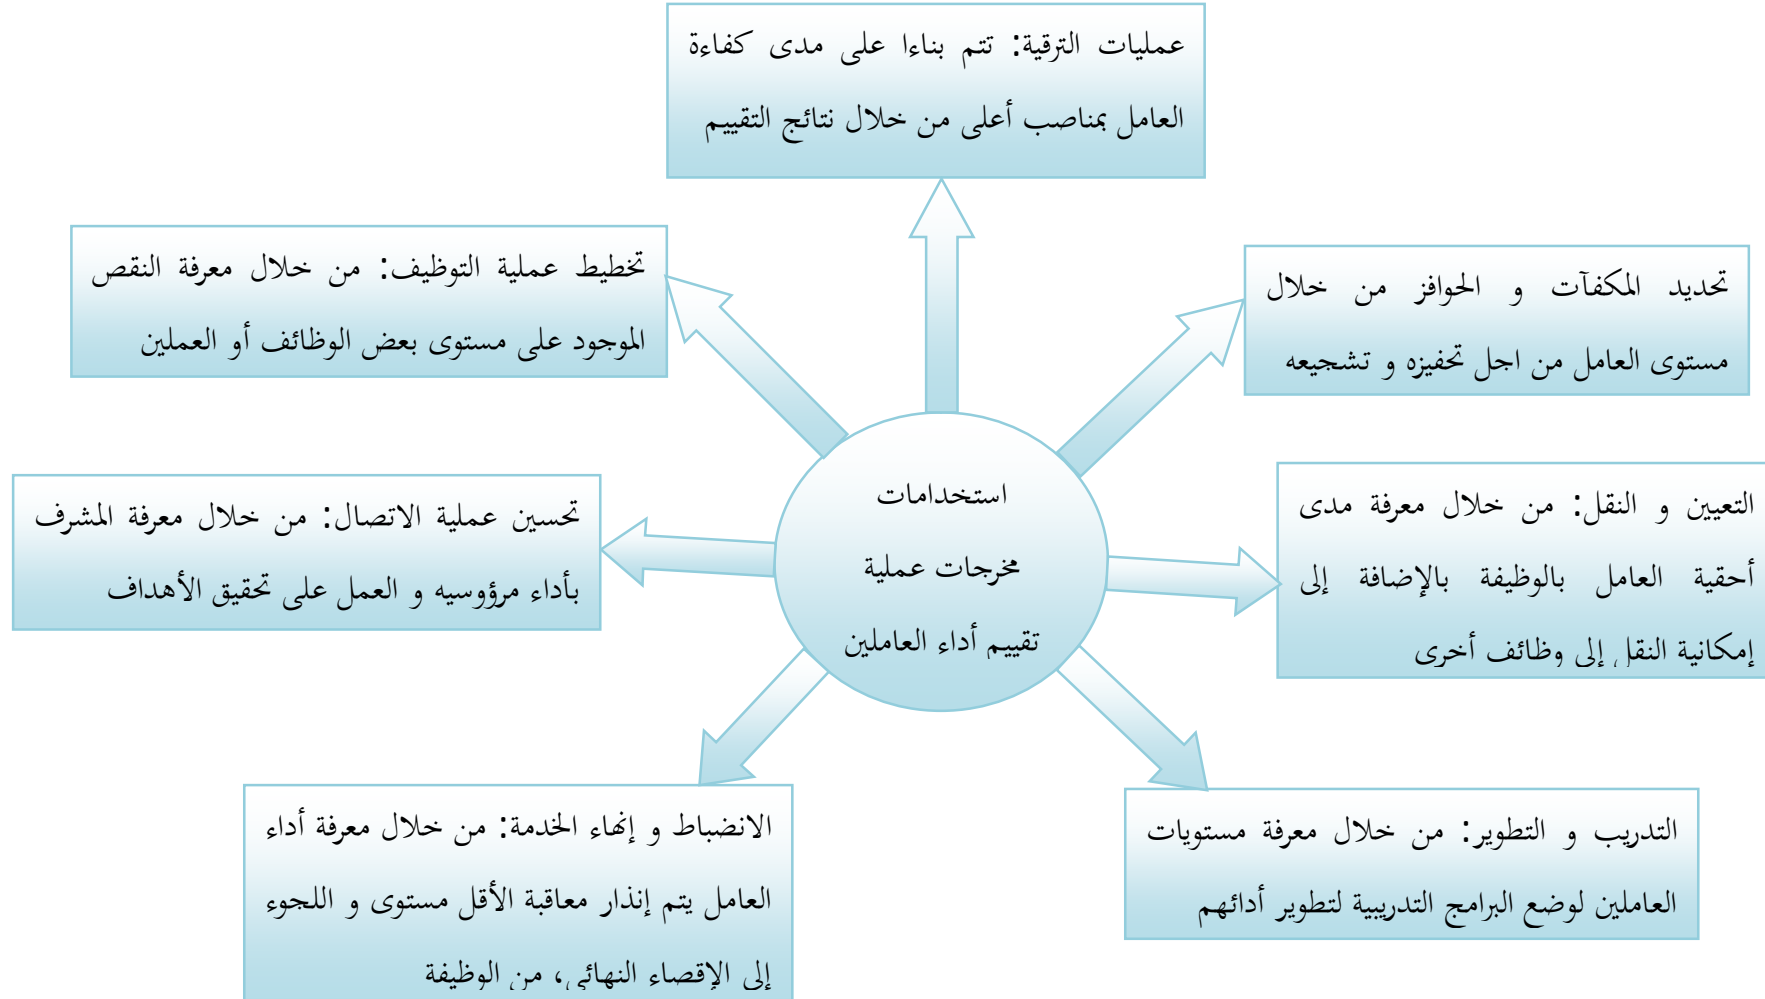 عمليات الترقية: تتم بناءا على مدى كفاءة
العامل بمناصب أعلى من خلال نتائج التقييم
تحديد المكفآت و الحوافز من خلال
مستوى العامل من اجل تحفيزه و تشجيعه
تخطيط عملية التوظيف: من خلال معرفة النقص
الموجود على مستوى بعض الوظائف أو العملين
استخدامات
مخرجات عملية
تقييم أداء العاملين
التعيين و النقل: من خلال معرفة مدى
أحقية العامل بالوظيفة بالإضافة إلى
إمكانية النقل إلى وظائف أخرى
تحسين عملية الاتصال: من خلال معرفة المشرف
بأداء مرؤوسيه و العمل على تحقيق الأهداف
التدريب و التطوير: من خلال معرفة مستويات
العاملين لوضع البرامج التدريبية لتطوير أدائهم
الانضباط و إنهاء الخدمة: من خلال معرفة أداء
العامل يتم إنذار معاقبة الأقل مستوى و اللجوء
إلى الإقصاء النهائي، من الوظيفة